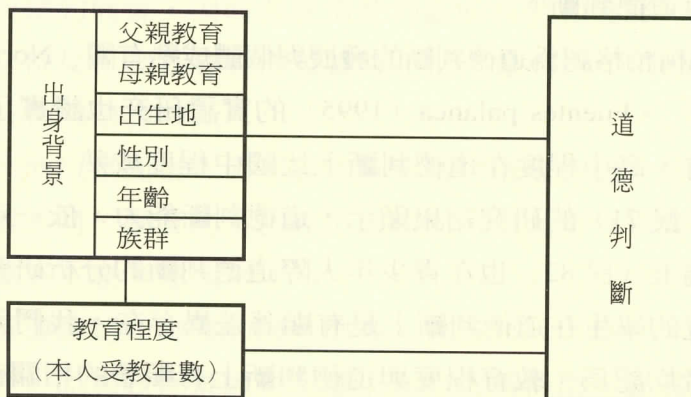 出身背景
父親教育
母親教育
出生地
性別
年齡
族群
道德判斷
教育程度
（本人受教年數）